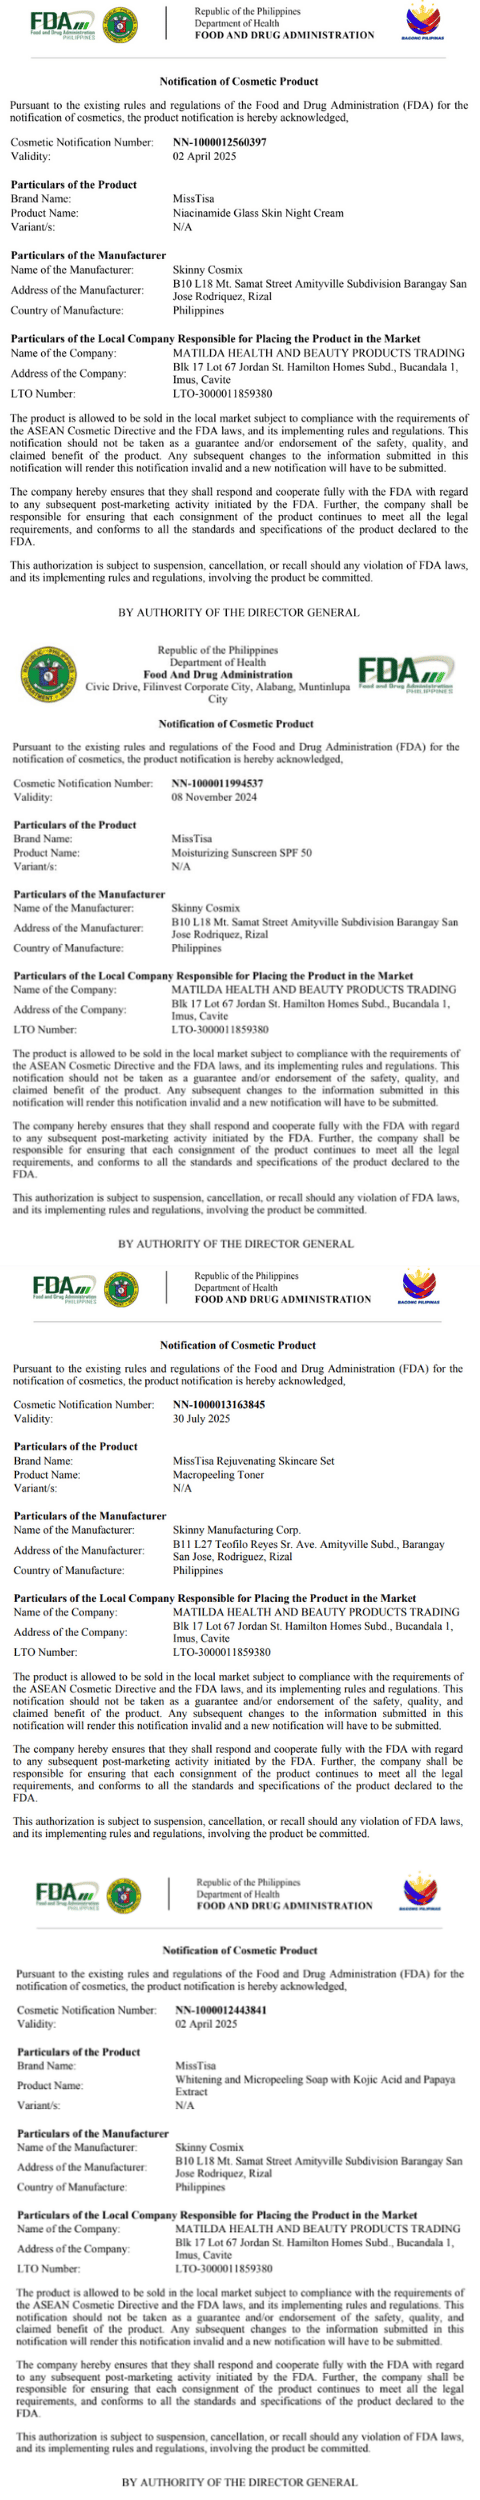 FDA
Food and Drug Administration
PHILIPPINES
Republic of the Philippines
Department of Health
FOOD AND DRUG ADMINISTRATION
BAGONG PILIPINAS
Notification of Cosmetic Product
Pursuant to the existing rules and regulations of the Food and Drug Administration (FDA) for the
notification of cosmetics, the product notification is hereby acknowledged,
Cosmetic Notification Number: NN-1000012560397
Validity: 02 April 2025
Particulars of the Product
Brand Name: MissTisa
Product Name: Niacinamide Glass Skin Night Cream
Variant/s: N/A
Particulars of the Manufacturer
Name of the Manufacturer: Skinny Cosmix
Address of the Manufacturer: B10 L18 Mt. Samat Street Amityville Subdivision Barangay San
Jose Rodriquez, Rizal
Country of Manufacture: Philippines
Particulars of the Local Company Responsible for Placing the Product in the Market
Name of the Company: MATILDA HEALTH AND BEAUTY PRODUCTS TRADING
Address of the Company: Blk 17 Lot 67 Jordan St. Hamilton Homes Subd., Bucandala 1,
Imus, Cavite
LTO Number: LTO-3000011859380
The product is allowed to be sold in the local market subject to compliance with the requirements of
the ASEAN Cosmetic Directive and the FDA laws, and its implementing rules and regulations. This
notification should not be taken as a guarantee and/or endorsement of the safety, quality, and
claimed benefit of the product. Any subsequent changes to the information submitted in this
notification will render this notification invalid and a new notification will have to be submitted.
The company hereby ensures that they shall respond and cooperate fully with the FDA with regard
to any subsequent post-marketing activity initiated by the FDA. Further, the company shall be
responsible for ensuring that each consignment of the product continues to meet all the legal
requirements, and conforms to all the standards and specifications of the product declared to the
FDA.
This authorization is subject to suspension, cancellation, or recall should any violation of FDA laws,
and its implementing rules and regulations, involving the product be committed.
BY AUTHORITY OF THE DIRECTOR GENERAL
Republic of the Philippines
Department of Health
Food And Drug Administration
Civic Drive, Filinvest Corporate City, Alabang, Muntinlupa
City
FDA
Food and Drug Administration
PHILIPPINES
Notification of Cosmetic Product
Pursuant to the existing rules and regulations of the Food and Drug Administration (FDA) for the
notification of cosmetics, the product notification is hereby acknowledged,
Cosmetic Notification Number: NN-1000011994537
Validity: 08 November 2024
Particulars of the Product
Brand Name: MissTisa
Product Name: Moisturizing Sunscreen SPF 50
Variant/s: N/A
Particulars of the Manufacturer
Name of the Manufacturer: Skinny Cosmix
Address of the Manufacturer: B10 L18 Mt. Samat Street Amityville Subdivision Barangay San
Jose Rodriquez, Rizal
Country of Manufacture: Philippines
Particulars of the Local Company Responsible for Placing the Product in the Market
Name of the Company: MATILDA HEALTH AND BEAUTY PRODUCTS TRADING
Address of the Company: Blk 17 Lot 67 Jordan St. Hamilton Homes Subd., Bucandala 1,
Imus, Cavite
LTO Number: LTO-3000011859380
The product is allowed to be sold in the local market subject to compliance with the requirements of
the ASEAN Cosmetic Directive and the FDA laws, and its implementing rules and regulations. This
notification should not be taken as a guarantee and/or endorsement of the safety, quality, and
claimed benefit of the product. Any subsequent changes to the information submitted in this
notification will render this notification invalid and a new notification will have to be submitted.
The company hereby ensures that they shall respond and cooperate fully with the FDA with regard
to any subsequent post-marketing activity initiated by the FDA. Further, the company shall be
responsible for ensuring that each consignment of the product continues to meet all the legal
requirements, and conforms to all the standards and specifications of the product declared to the
FDA.
This authorization is subject to suspension, cancellation, or recall should any violation of FDA laws,
and its implementing rules and regulations, involving the product be committed.
BY AUTHORITY OF THE DIRECTOR GENERAL
FDA
Food and Drug Administration
PHILIPPINES
Republic of the Philippines
Department of Health
FOOD AND DRUG ADMINISTRATION
BAGONG PILIPINAS
Notification of Cosmetic Product
Pursuant to the existing rules and regulations of the Food and Drug Administration (FDA) for the
notification of cosmetics, the product notification is hereby acknowledged,
Cosmetic Notification Number: NN-1000013163845
Validity: 30 July 2025
Particulars of the Product
Brand Name: MissTisa Rejuvenating Skincare Set
Product Name: Macropeeling Toner
Variant/s: N/A
Particulars of the Manufacturer
Name of the Manufacturer: Skinny Manufacturing Corp.
Address of the Manufacturer: B11 L27 Teofilo Reyes Sr. Ave. Amityville Subd., Barangay
San Jose, Rodriguez, Rizal
Country of Manufacture: Philippines
Particulars of the Local Company Responsible for Placing the Product in the Market
Name of the Company: MATILDA HEALTH AND BEAUTY PRODUCTS TRADING
Address of the Company: Blk 17 Lot 67 Jordan St. Hamilton Homes Subd., Bucandala 1,
Imus, Cavite
LTO Number: LTO-3000011859380
The product is allowed to be sold in the local market subject to compliance with the requirements of
the ASEAN Cosmetic Directive and the FDA laws, and its implementing rules and regulations. This
notification should not be taken as a guarantee and/or endorsement of the safety, quality, and
claimed benefit of the product. Any subsequent changes to the information submitted in this
notification will render this notification invalid and a new notification will have to be submitted.
The company hereby ensures that they shall respond and cooperate fully with the FDA with regard
to any subsequent post-marketing activity initiated by the FDA. Further, the company shall be
responsible for ensuring that each consignment of the product continues to meet all the legal
requirements, and conforms to all the standards and specifications of the product declared to the
FDA.
This authorization is subject to suspension, cancellation, or recall should any violation of FDA laws,
and its implementing rules and regulations, involving the product be committed.
FDA
Food and Drug Administration
PHILIPPINES
Republic of the Philippines
Department of Health
FOOD AND DRUG ADMINISTRATION
BAGONG PILIPINAS
Notification of Cosmetic Product
Pursuant to the existing rules and regulations of the Food and Drug Administration (FDA) for the
notification of cosmetics, the product notification is hereby acknowledged,
Cosmetic Notification Number: NN-1000012443841
Validity: 02 April 2025
Particulars of the Product
Brand Name: MissTisa
Product Name: Whitening and Micropeeling Soap with Kojic Acid and Papaya
Extract
Variant/s: N/A
Particulars of the Manufacturer
Name of the Manufacturer: Skinny Cosmix
Address of the Manufacturer: B10 L18 Mt. Samat Street Amityville Subdivision Barangay San
Jose Rodriquez, Rizal
Country of Manufacture: Philippines
Particulars of the Local Company Responsible for Placing the Product in the Market
Name of the Company: MATILDA HEALTH AND BEAUTY PRODUCTS TRADING
Address of the Company: Blk 17 Lot 67 Jordan St. Hamilton Homes Subd., Bucandala 1,
Imus, Cavite
LTO Number: LTO-3000011859380
The product is allowed to be sold in the local market subject to compliance with the requirements of
the ASEAN Cosmetic Directive and the FDA laws, and its implementing rules and regulations. This
notification should not be taken as a guarantee and/or endorsement of the safety, quality, and
claimed benefit of the product. Any subsequent changes to the information submitted in this
notification will render this notification invalid and a new notification will have to be submitted.
The company hereby ensures that they shall respond and cooperate fully with the FDA with regard
to any subsequent post-marketing activity initiated by the FDA. Further, the company shall be
responsible for ensuring that each consignment of the product continues to meet all the legal
requirements, and conforms to all the standards and specifications of the product declared to the
FDA.
This authorization is subject to suspension, cancellation, or recall should any violation of FDA laws,
and its implementing rules and regulations, involving the product be committed.
BY AUTHORITY OF THE DIRECTOR GENERAL